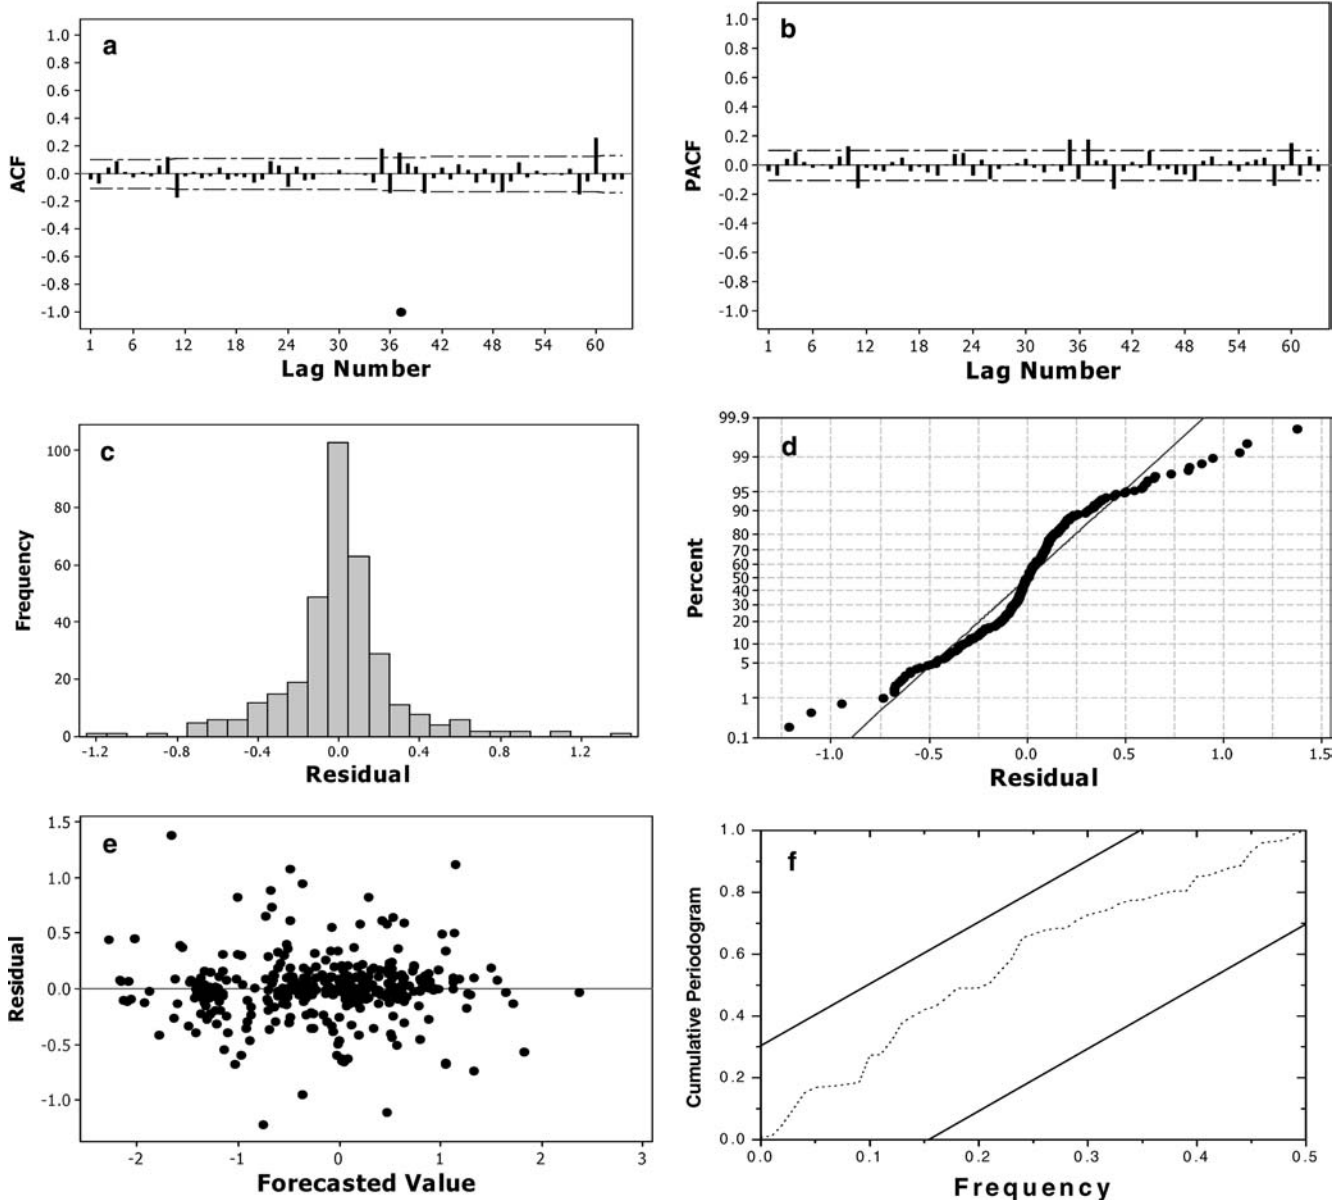 a
ACF
1.0
0.8
0.6
0.4
0.2
0.0
-0.2
-0.4
-0.6
-0.8
-1.0
1 6 12 18 24 30 36 42 48 54 60
Lag Number
b
PACF
1.0
0.8
0.6
0.4
0.2
0.0
-0.2
-0.4
-0.6
-0.8
-1.0
1 6 12 18 24 30 36 42 48 54 60
Lag Number
c
Frequency
100
80
60
40
20
0
-1.2 -0.8 -0.4 0.0 0.4 0.8 1.2
Residual
d
Percent
99.9
99
95
90
80
70
60
50
40
30
20
10
5
1
0.1
-1.0 -0.5 0.0 0.5 1.0 1.5
Residual
e
Residual
1.5
1.0
0.5
0.0
-0.5
-1.0
-2 -1 0 1 2 3
Forecasted Value
f
Cumulative Periodogram
1.0
0.8
0.6
0.4
0.2
0.0
0.0 0.1 0.2 0.3 0.4 0.5
Frequency